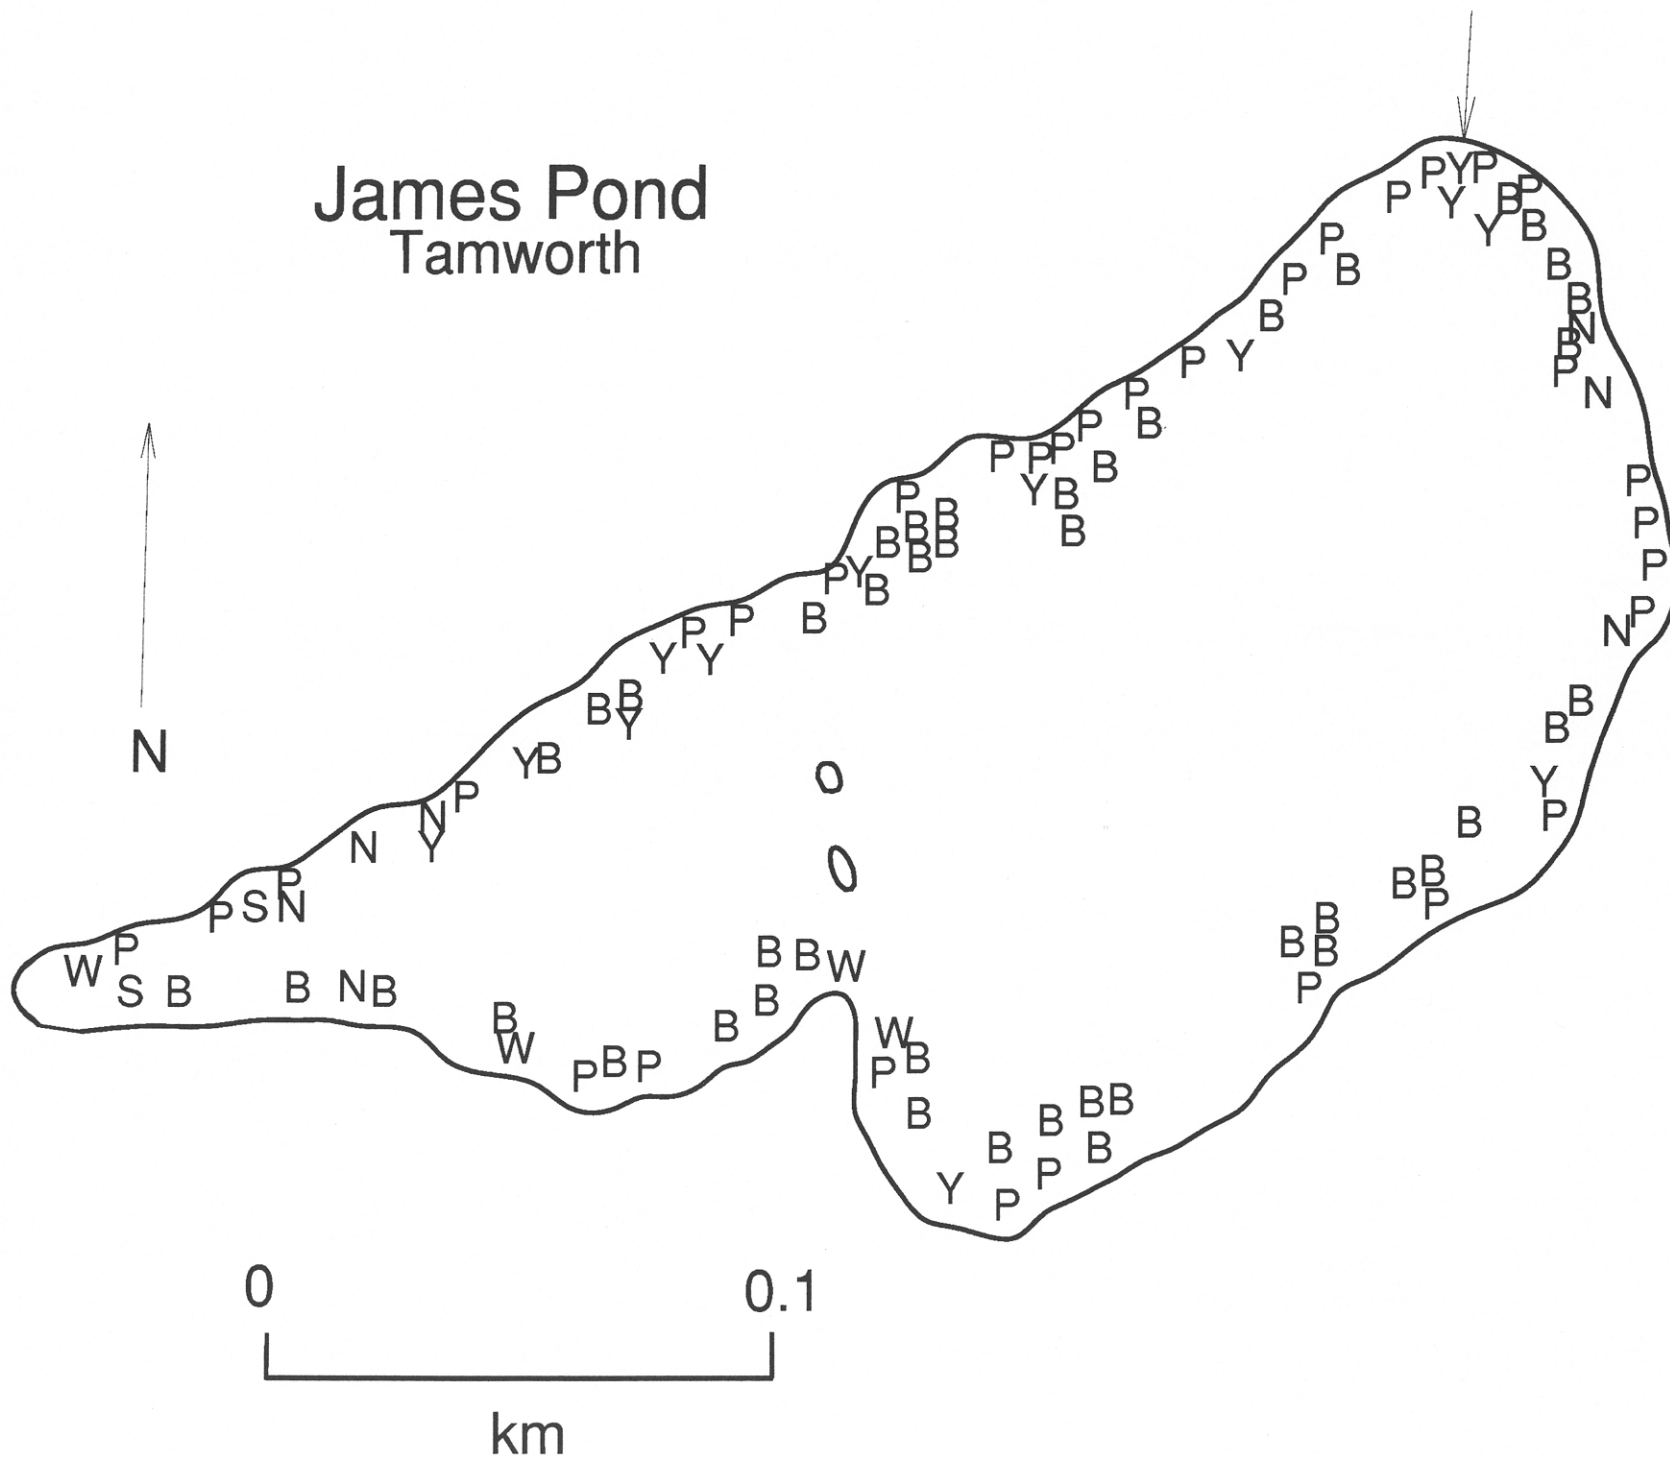 James Pond
Tamworth
P Y P
P Y B P
Y B
P B
P B
B B
N
B
P Y P N
P
P B
P P P B P
Y B P
P B B
B B B
B B P
P Y B
P B P
P Y Y N
B B B
Y B
N Y B Y
P
N B P
N Y
P B B
S N P
P B
P B B W B B
W P
S B B N B
B B
B W
W P B
P B P
B B B
B B
Y P P
0 0.1
km